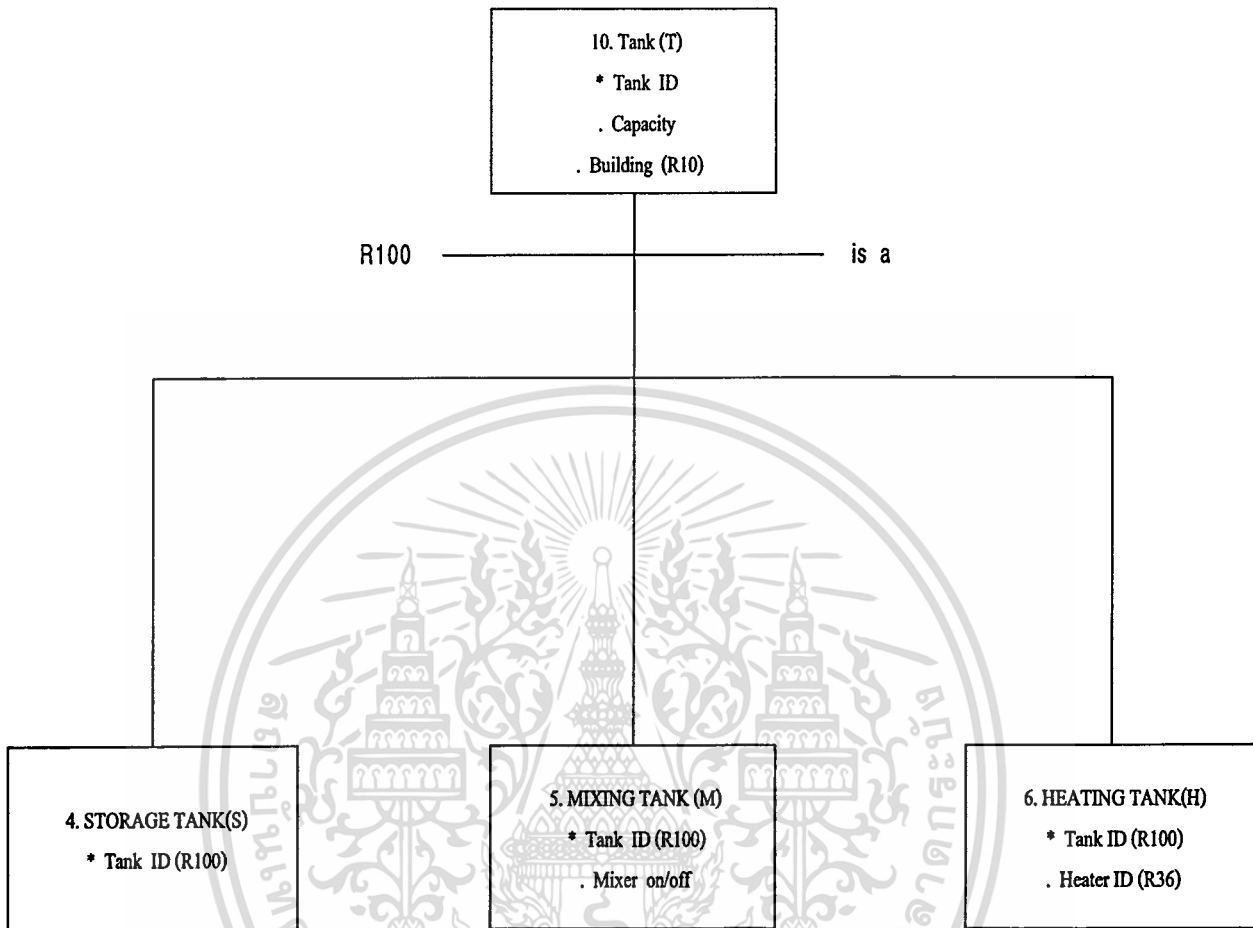 10. Tank (T)
* Tank ID
. Capacity
. Building (R10)
R100
is a
4. STORAGE TANK(S)
* Tank ID (R100)
5. MIXING TANK (M)
* Tank ID (R100)
. Mixer on/off
6. HEATING TANK(H)
* Tank ID (R100)
. Heater ID (R36)